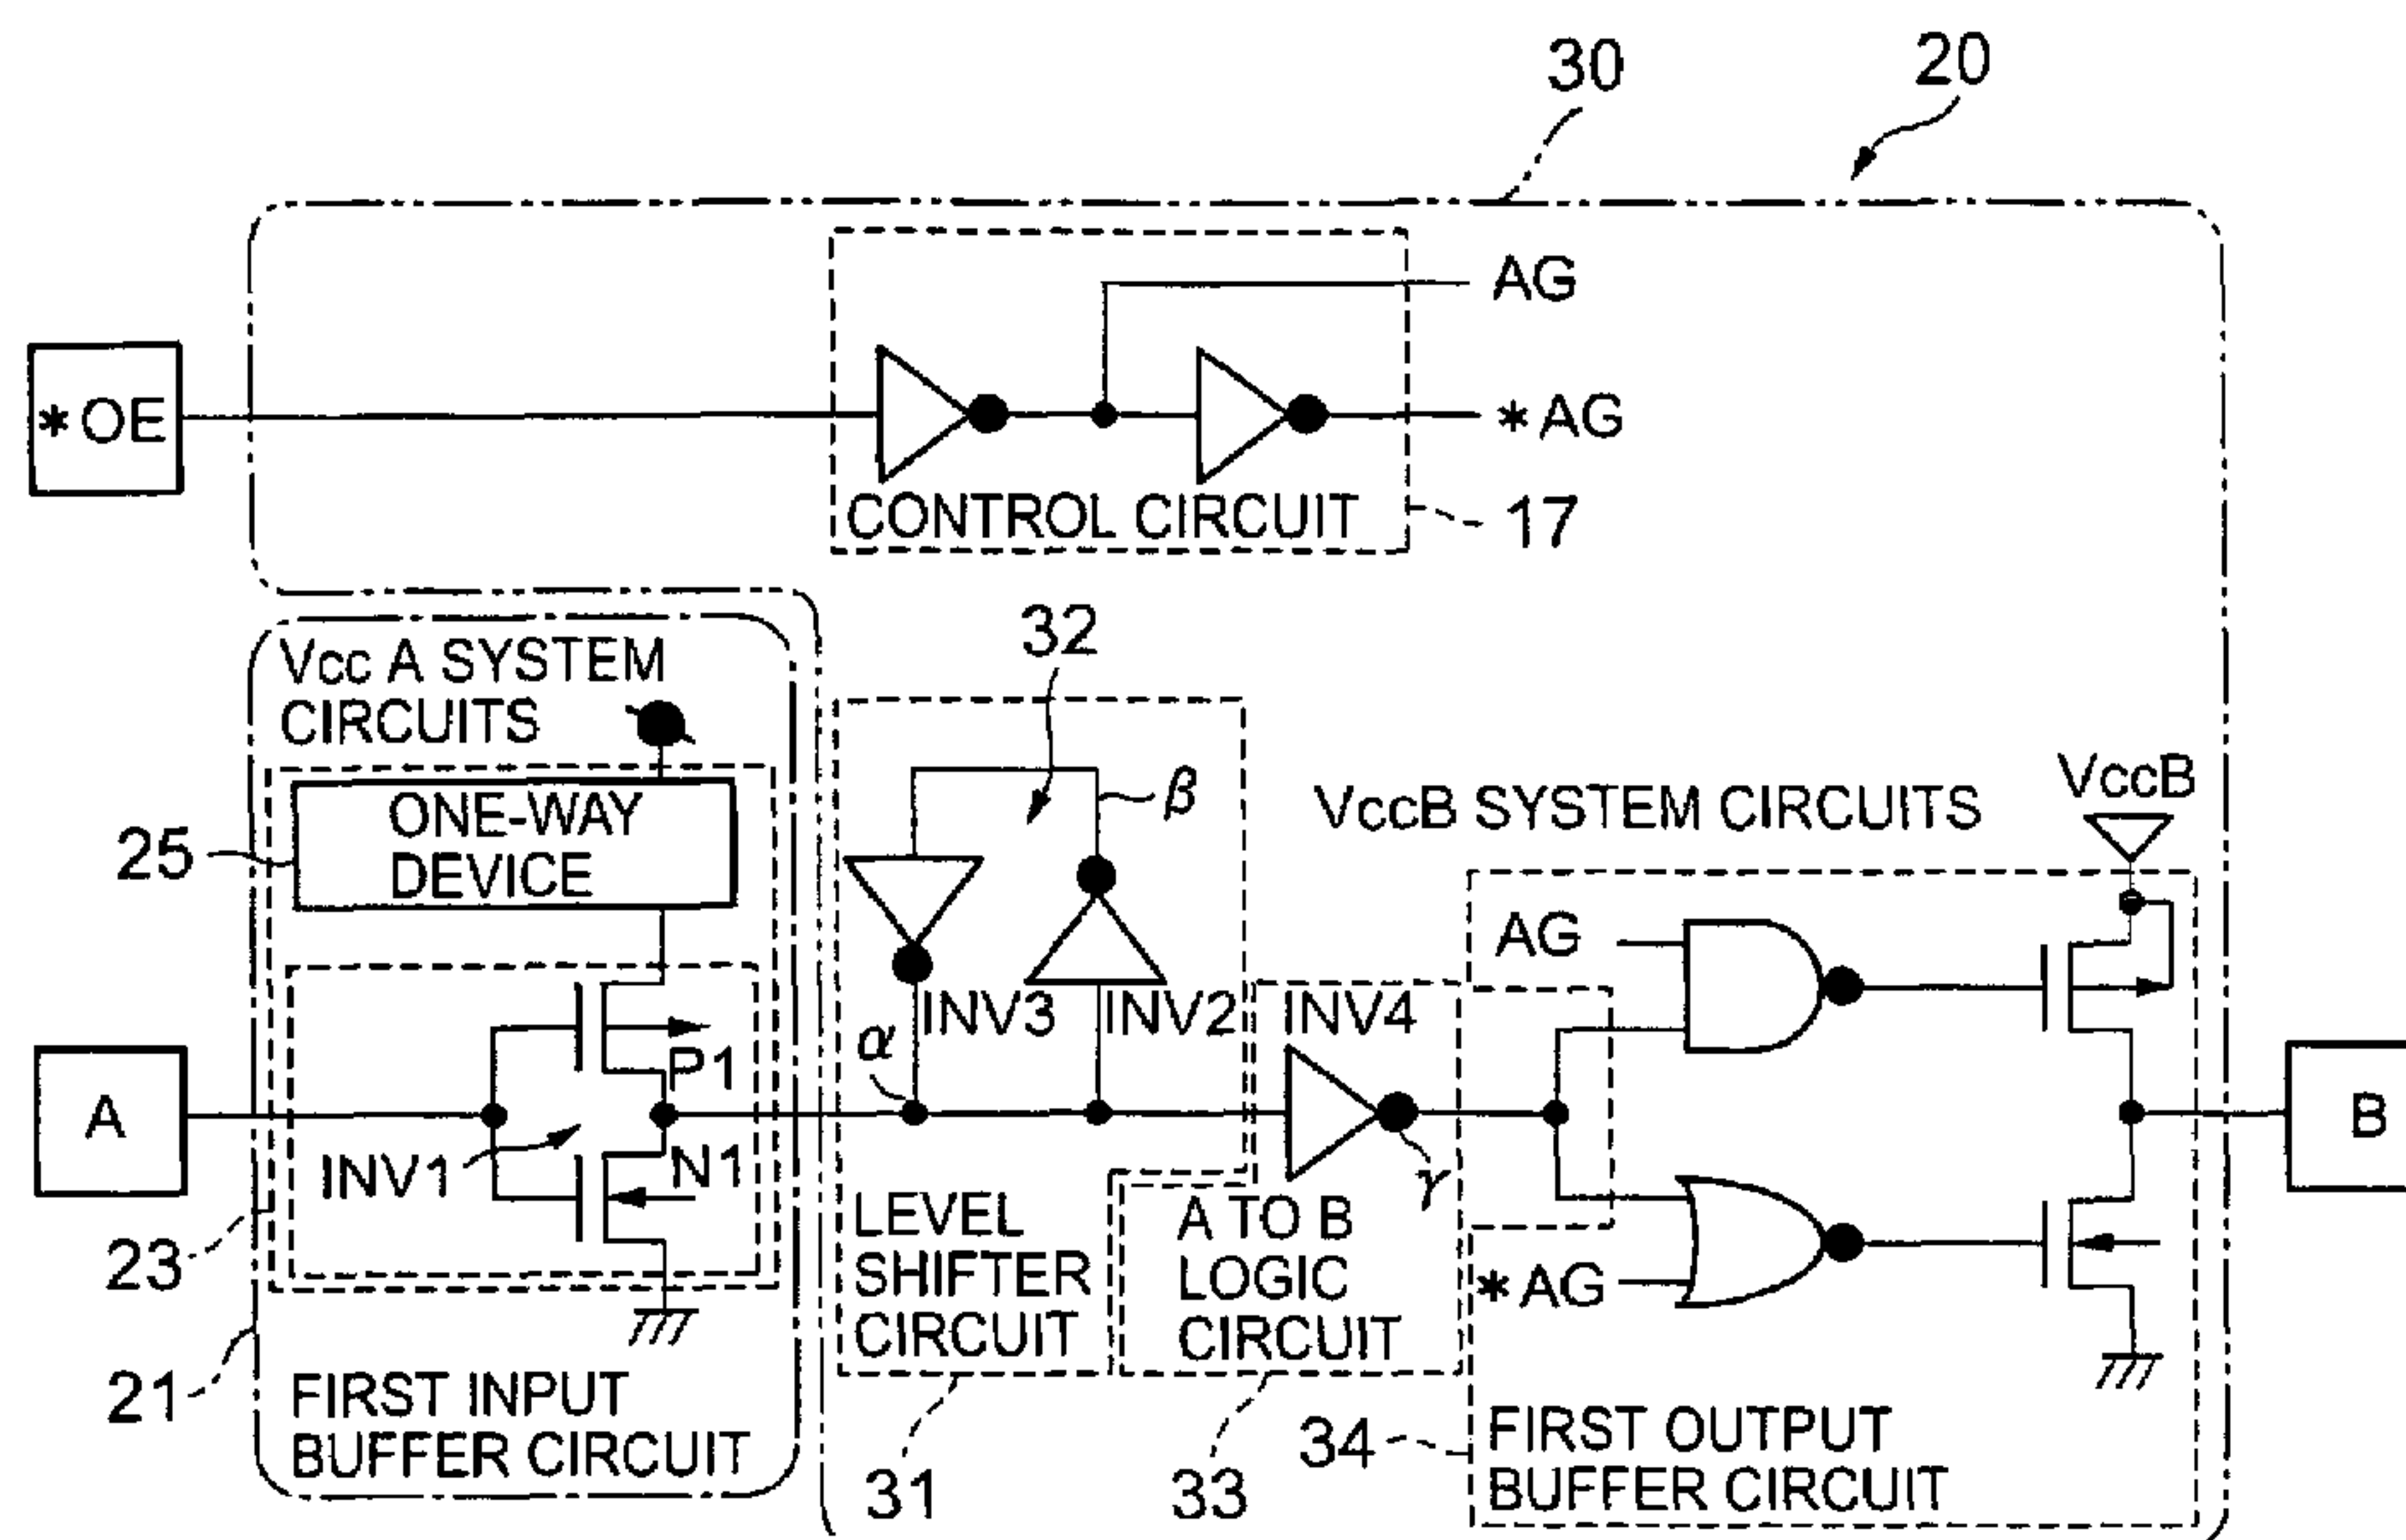 30
20
AG
*OE
*AG
CONTROL CIRCUIT
17
Vcc A SYSTEM
CIRCUITS
32
ONE-WAY
DEVICE
25
β
VccB SYSTEM CIRCUITS
VccB
AG
INV3
INV2
INV4
α
P1
A
B
INV1
N1
γ
23
LEVEL
SHIFTER
CIRCUIT
A TO B
LOGIC
CIRCUIT
*AG
21
FIRST INPUT
BUFFER CIRCUIT
31
33
34
FIRST OUTPUT
BUFFER CIRCUIT